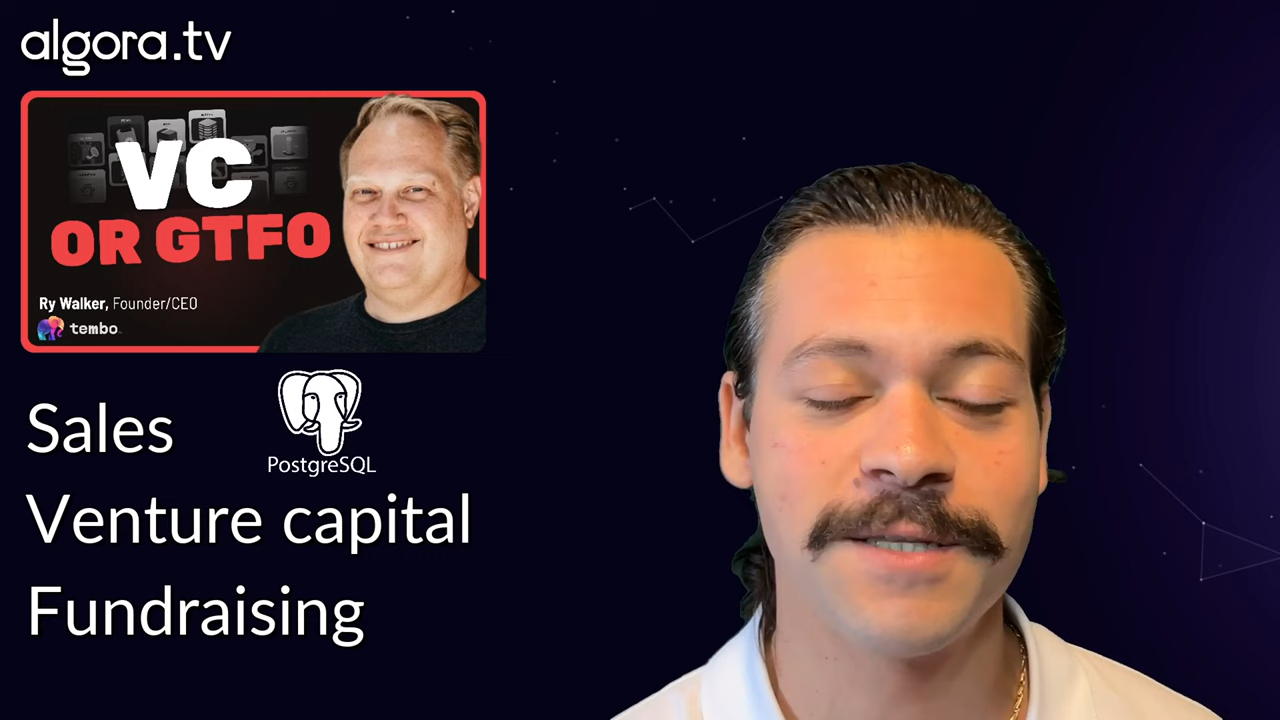 algora.tv
VC
OR GTFO
Ry Walker, Founder/CEO
tembo
Sales
PostgreSQL
Venture capital
Fundraising